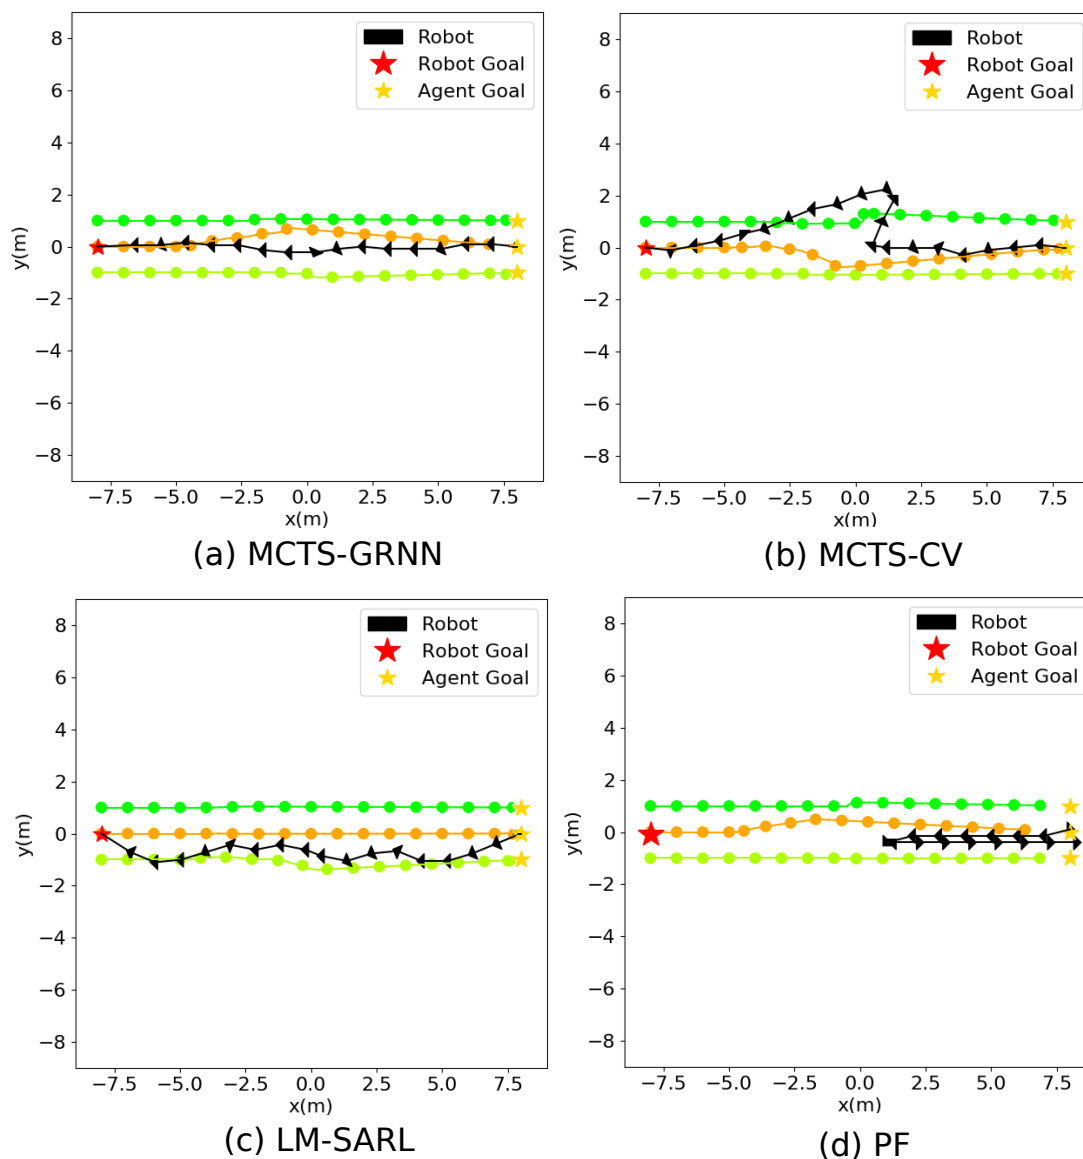 8
6
4
2
0
−2
−4
−6
−8
y(m)
Robot
Robot Goal
Agent Goal
−7.5 −5.0 −2.5 0.0 2.5 5.0 7.5
x(m)
(a) MCTS-GRNN
8
6
4
2
0
−2
−4
−6
−8
y(m)
Robot
Robot Goal
Agent Goal
−7.5 −5.0 −2.5 0.0 2.5 5.0 7.5
x(m)
(b) MCTS-CV
8
6
4
2
0
−2
−4
−6
−8
y(m)
Robot
Robot Goal
Agent Goal
−7.5 −5.0 −2.5 0.0 2.5 5.0 7.5
x(m)
(c) LM-SARL
8
6
4
2
0
−2
−4
−6
−8
y(m)
Robot
Robot Goal
Agent Goal
−7.5 −5.0 −2.5 0.0 2.5 5.0 7.5
x(m)
(d) PF